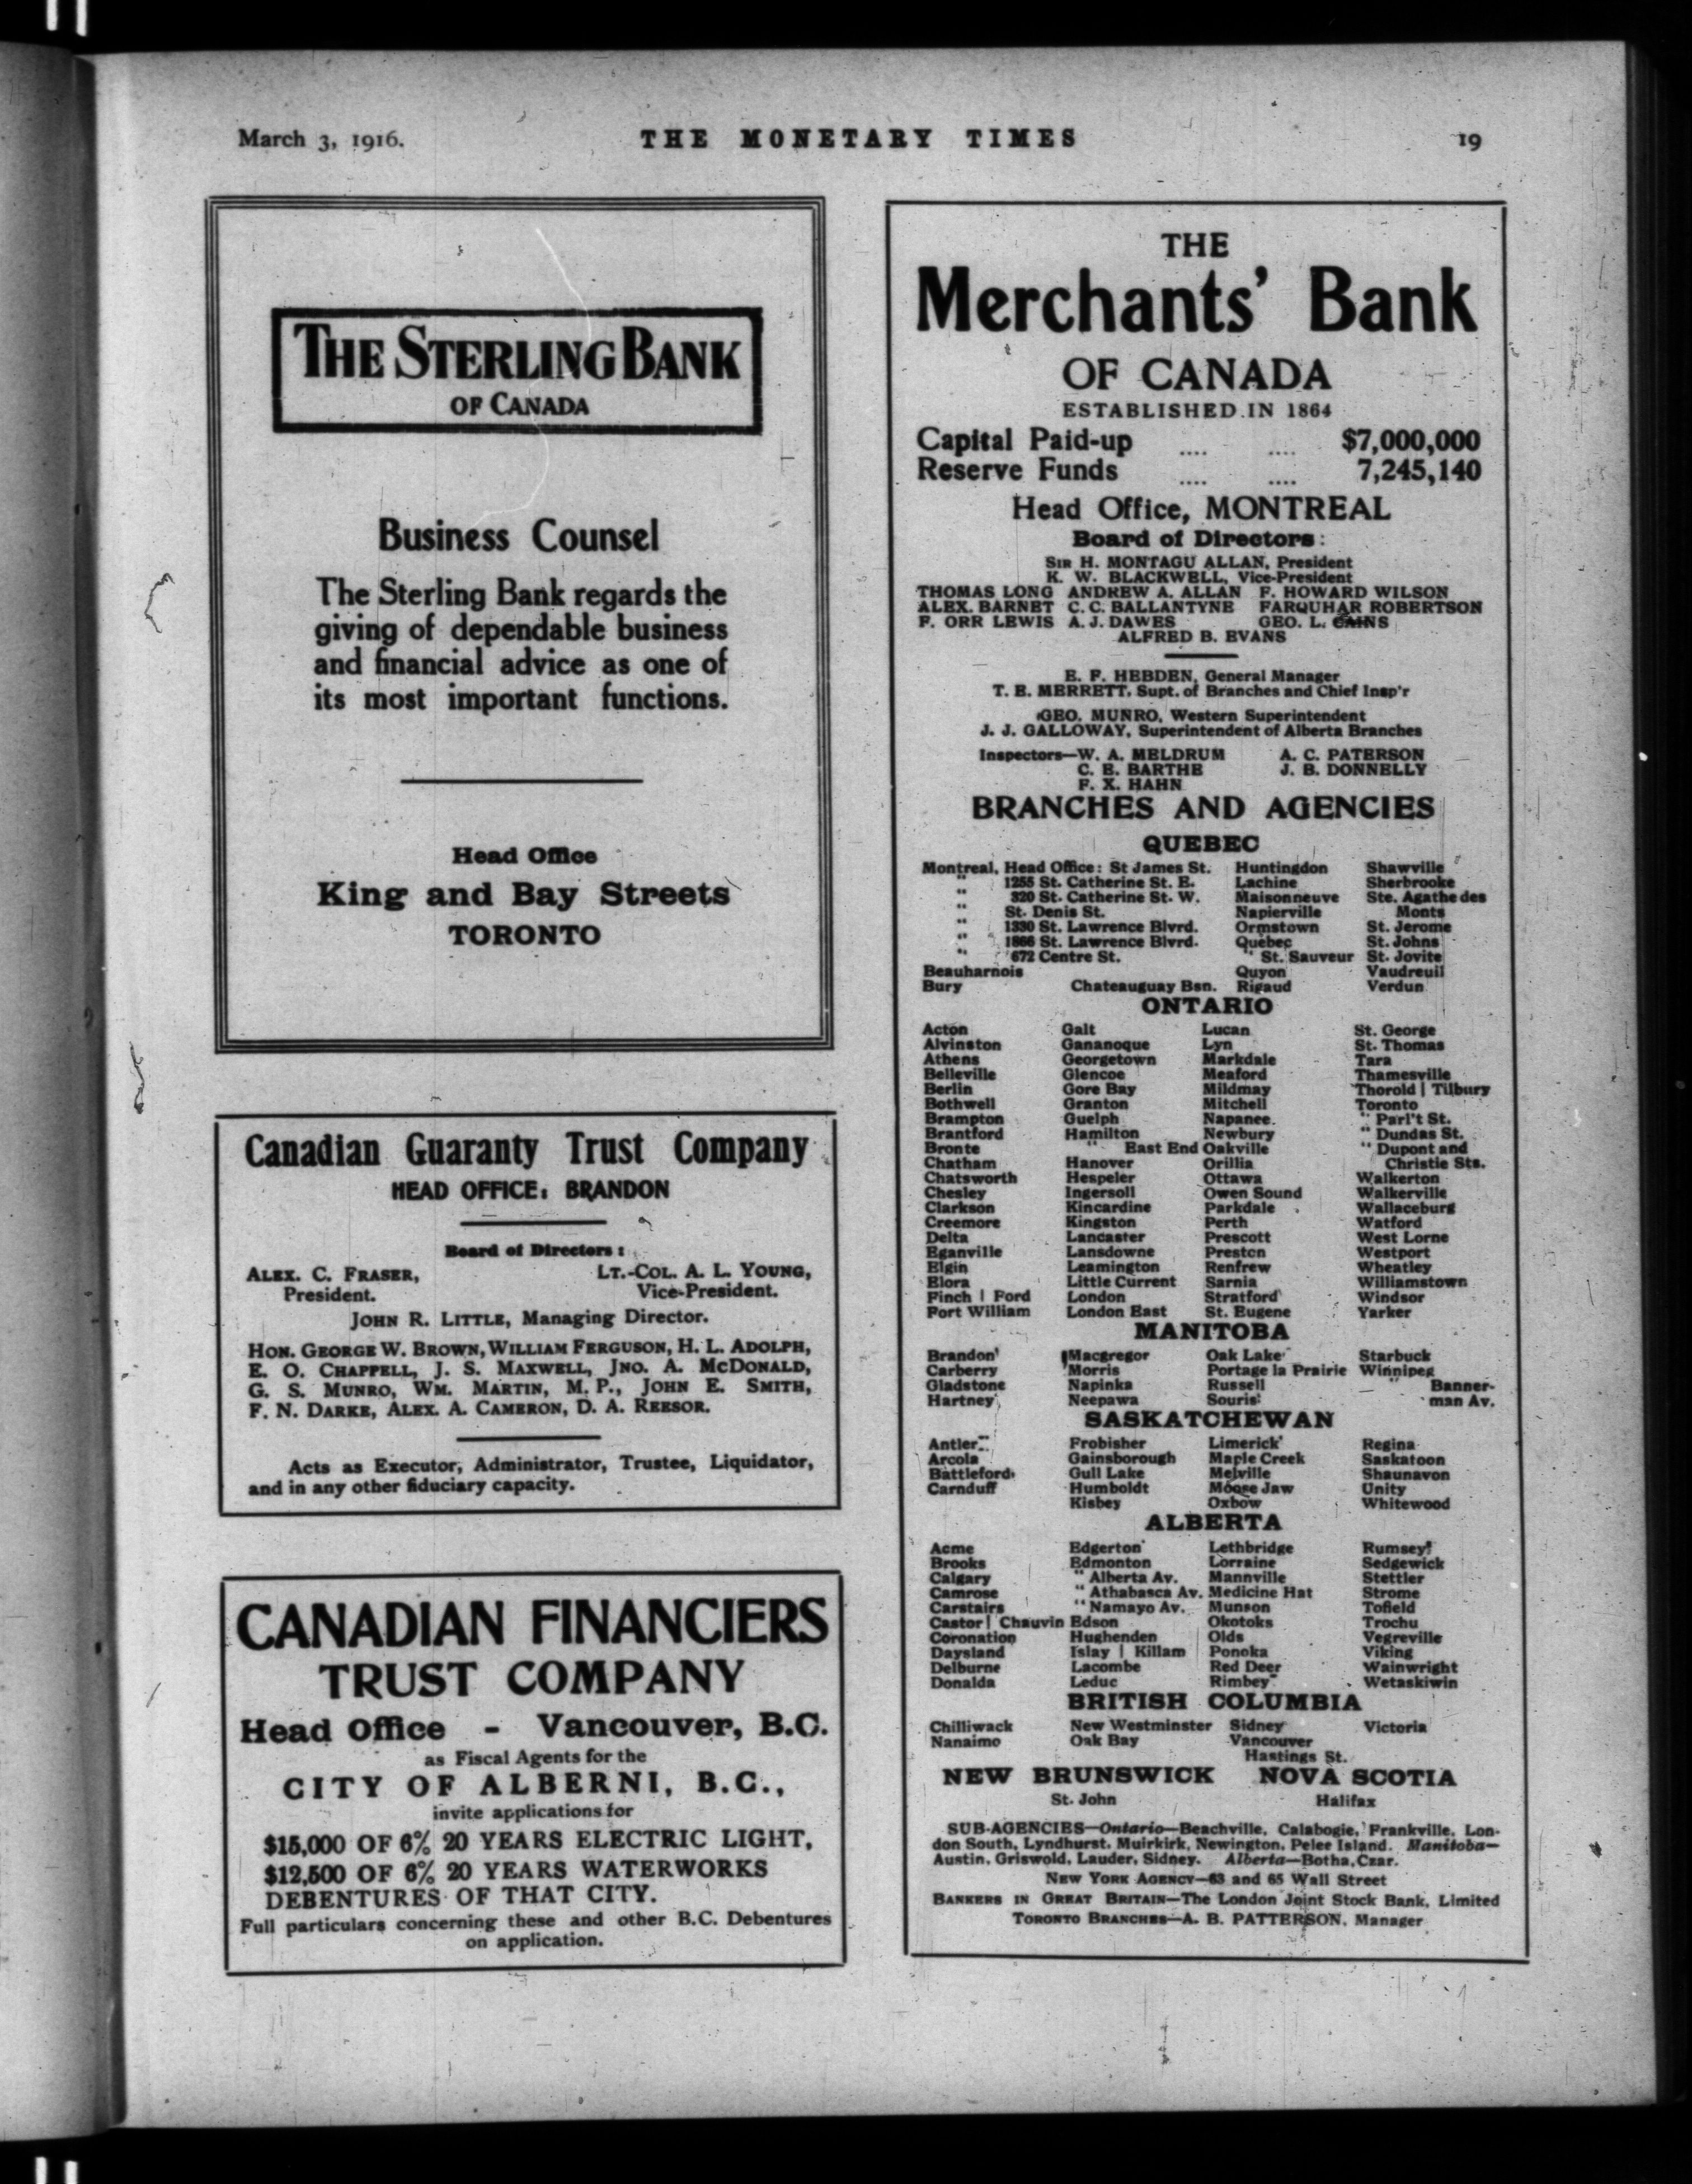 March 3, 1916.
THE MONETARY TIMES
19
THE STERLING BANK
OF CANADA
Business Counsel
The Sterling Bank regards the
giving of dependable business
and financial advice as one of
its most important functions.
Head Office
King and Bay Streets
TORONTO
Canadian Guaranty Trust Company
HEAD OFFICE: BRANDON
Board of Directors:
ALEX. C. FRASER, LT.-COL. A. L. YOUNG,
President. Vice-President.
JOHN R. LITTLE, Managing Director.
HON. GEORGE W. BROWN, WILLIAM FERGUSON, H. L. ADOLPH,
E. O. CHAPPELL, J. S. MAXWELL, JNO. A. MCDONALD,
G. S. MUNRO, WM. MARTIN, M. P., JOHN E. SMITH,
F. N. DARKE, ALEX. A. CAMERON, D. A. REESOR.
Acts as Executor, Administrator, Trustee, Liquidator,
and in any other fiduciary capacity.
CANADIAN FINANCIERS
TRUST COMPANY
Head Office - Vancouver, B.C.
as Fiscal Agents for the
CITY OF ALBERNI, B.C.,
invite applications for
$15,000 OF 6% 20 YEARS ELECTRIC LIGHT,
$12,500 OF 6% 20 YEARS WATERWORKS
DEBENTURES OF THAT CITY.
Full particulars concerning these and other B.C. Debentures
on application.
THE
Merchants' Bank
OF CANADA
ESTABLISHED IN 1864
Capital Paid-up .... .... $7,000,000
Reserve Funds .... .... 7,245,140
Head Office, MONTREAL
Board of Directors:
SIR H. MONTAGU ALLAN, President
K. W. BLACKWELL, Vice-President
THOMAS LONG ANDREW A. ALLAN F. HOWARD WILSON
ALEX. BARNET C. C. BALLANTYNE FARQUHAR ROBERTSON
F. ORR LEWIS A. J. DAWES GEO. L. CAINS
ALFRED B. EVANS
E. F. HEBDEN, General Manager
T. E. MERRETT, Supt. of Branches and Chief Insp'r
GEO. MUNRO, Western Superintendent
J. J. GALLOWAY, Superintendent of Alberta Branches
Inspectors—W. A. MELDRUM A. C. PATERSON
C. E. BARTHE J. B. DONNELLY
F. X. HAHN
BRANCHES AND AGENCIES
QUEBEC
Montreal, Head Office: St James St. Huntingdon Shawville
" 1255 St. Catherine St. E. Lachine Sherbrooke
" 320 St. Catherine St. W. Maisonneuve Ste. Agathe des
" St. Denis St. Napierville Monts
" 1330 St. Lawrence Blvrd. Ormstown St. Jerome
" 1866 St. Lawrence Blvrd. Quebec St. Johns
" 672 Centre St. " St. Sauveur St. Jovite
Beauharnois Quyon Vaudreuil
Bury Chateauguay Bsn. Rigaud Verdun
ONTARIO
Acton Galt Lucan St. George
Alvinston Gananoque Lyn St. Thomas
Athens Georgetown Markdale Tara
Belleville Glencoe Meaford Thamesville
Berlin Gore Bay Mildmay Thorold | Tilbury
Bothwell Granton Mitchell Toronto
Brampton Guelph Napanee " Parl't St.
Brantford Hamilton Newbury " Dundas St.
Bronte " East End Oakville " Dupont and
Chatham Hanover Orillia Christie Sts.
Chatsworth Hespeler Ottawa Walkerton
Chesley Ingersoll Owen Sound Walkerville
Clarkson Kincardine Parkdale Wallaceburg
Creemore Kingston Perth Watford
Delta Lancaster Prescott West Lorne
Eganville Lansdowne Preston Westport
Elgin Leamington Renfrew Wheatley
Elora Little Current Sarnia Williamstown
Finch | Ford London Stratford Windsor
Fort William London East St. Eugene Yarker
MANITOBA
Brandon Macgregor Oak Lake Starbuck
Carberry Morris Portage la Prairie Winnipeg
Gladstone Napinka Russell " Banner-
Hartney Neepawa Souris man Av.
SASKATCHEWAN
Antler Frobisher Limerick Regina
Arcola Gainsborough Maple Creek Saskatoon
Battleford Gull Lake Melville Shaunavon
Carnduff Humboldt Moose Jaw Unity
Kisbey Oxbow Whitewood
ALBERTA
Acme Edgerton Lethbridge Rumsey
Brooks Edmonton Lorraine Sedgewick
Calgary " Alberta Av. Mannville Stettler
Camrose " Athabasca Av. Medicine Hat Strome
Carstairs " Namayo Av. Munson Tofield
Castor | Chauvin Edson Okotoks Trochu
Coronation Hughenden Olds Vegreville
Daysland Islay | Killam Ponoka Viking
Delburne Lacombe Red Deer Wainwright
Donalda Leduc Rimbey Wetaskiwin
BRITISH COLUMBIA
Chilliwack New Westminster Sidney Victoria
Nanaimo Oak Bay Vancouver
Hastings St.
NEW BRUNSWICK NOVA SCOTIA
St. John Halifax
SUB-AGENCIES—Ontario—Beachville, Calabogie, Frankville, Lon-
don South, Lyndhurst, Muirkirk, Newington, Pelee Island. Manitoba—
Austin, Griswold, Lauder, Sidney. Alberta—Botha, Czar.
NEW YORK AGENCY—63 and 65 Wall Street
BANKERS IN GREAT BRITAIN—The London Joint Stock Bank, Limited
TORONTO BRANCHES—A. B. PATTERSON, Manager